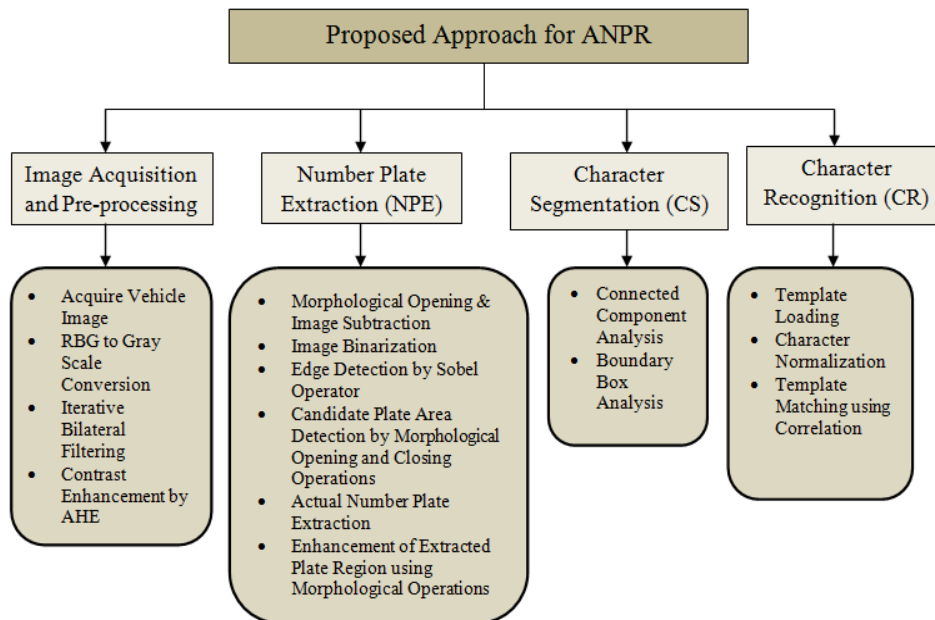 Proposed Approach for ANPR
Image Acquisition
and Pre-processing
Number Plate
Extraction (NPE)
Character
Segmentation (CS)
Character
Recognition (CR)
• Acquire Vehicle
Image
• RBG to Gray
Scale
Conversion
• Iterative
Bilateral
Filtering
• Contrast
Enhancement by
AHE
• Morphological Opening &
Image Subtraction
• Image Binarization
• Edge Detection by Sobel
Operator
• Candidate Plate Area
Detection by Morphological
Opening and Closing
Operations
• Actual Number Plate
Extraction
• Enhancement of Extracted
Plate Region using
Morphological Operations
• Connected
Component
Analysis
• Boundary
Box
Analysis
• Template
Loading
• Character
Normalization
• Template
Matching using
Correlation